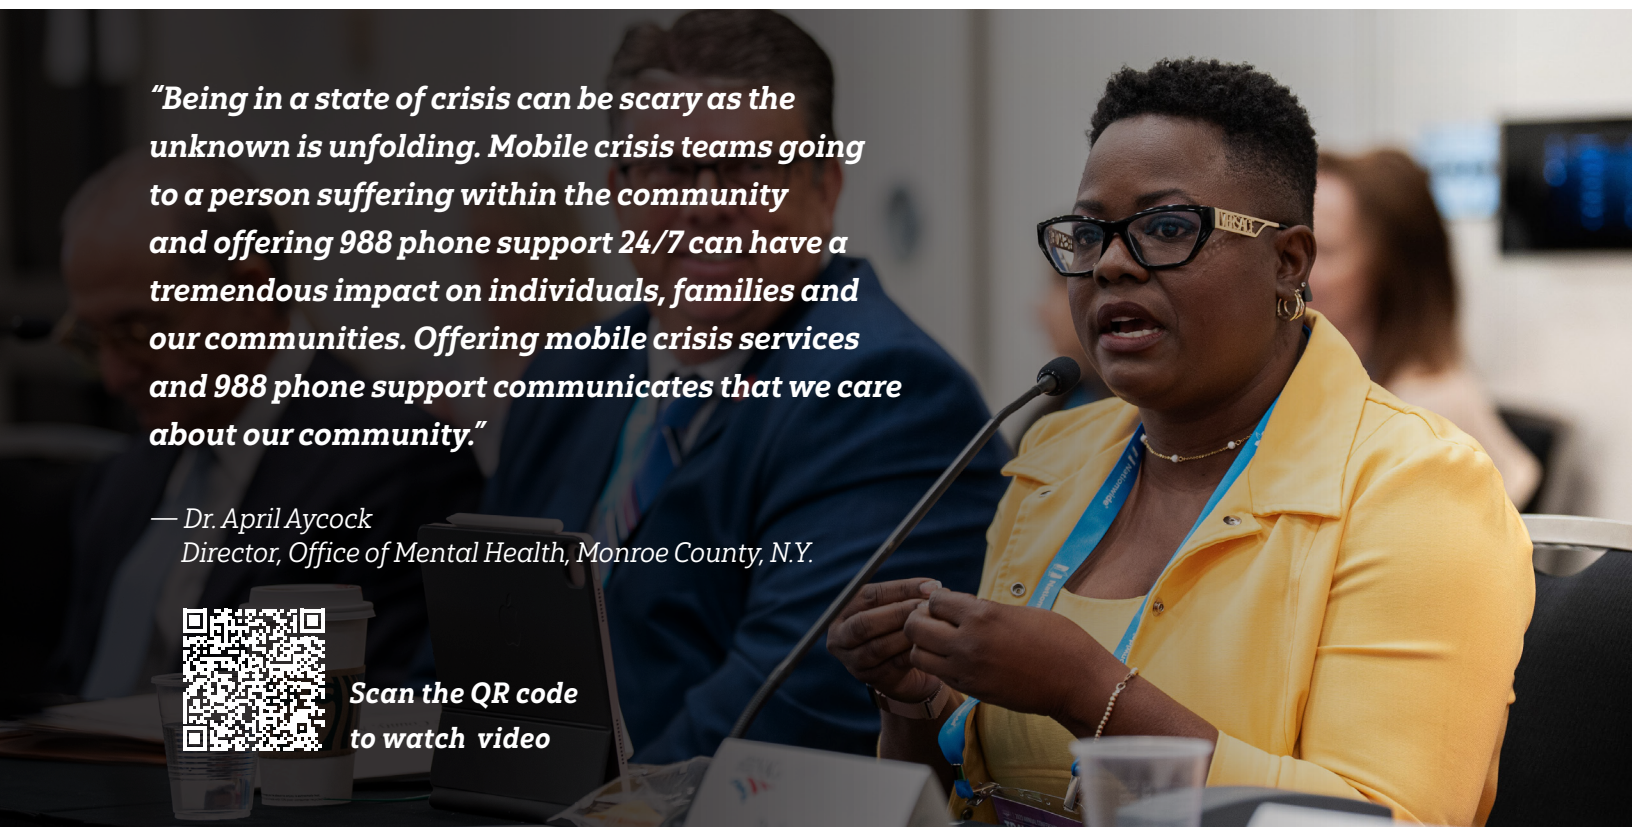 “Being in a state of crisis can be scary as the
unknown is unfolding. Mobile crisis teams going
to a person suffering within the community
and offering 988 phone support 24/7 can have a
tremendous impact on individuals, families and
our communities. Offering mobile crisis services
and 988 phone support communicates that we care
about our community.”
— Dr. April Aycock
Director, Office of Mental Health, Monroe County, N.Y.
Scan the QR code
to watch video
VERSACE
Nationwide